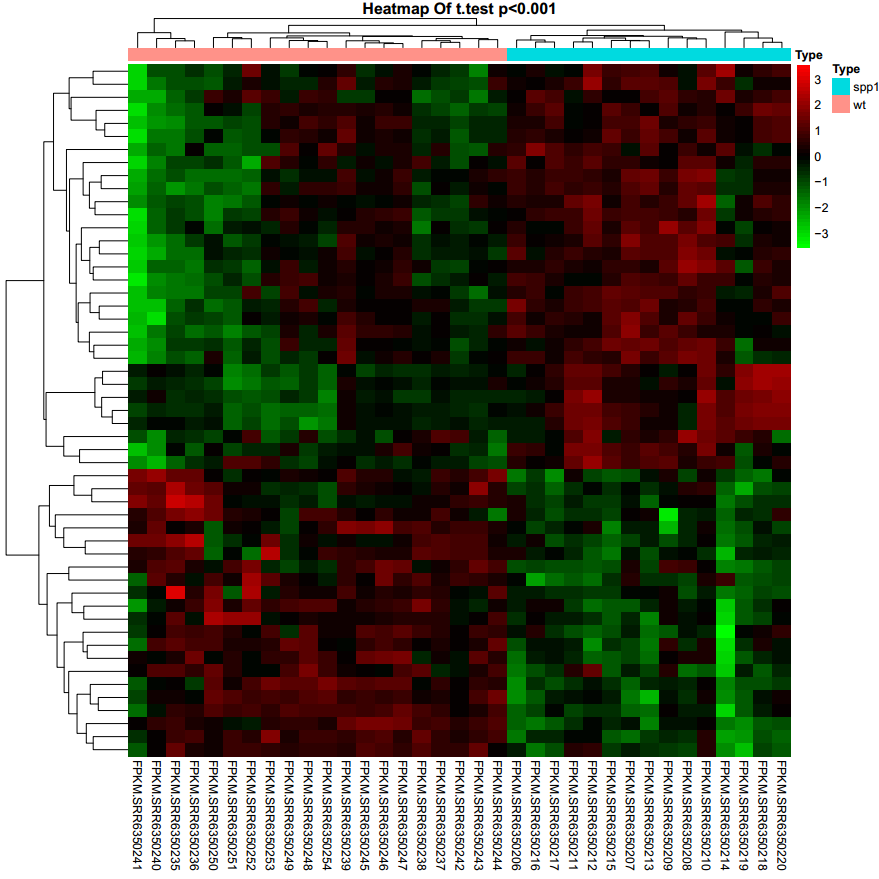 Heatmap Of t.test p<0.001
Type
3
2
1
0
−1
−2
−3
Type
spp1
wt
FPKM.SRR6350241
FPKM.SRR6350240
FPKM.SRR6350235
FPKM.SRR6350236
FPKM.SRR6350250
FPKM.SRR6350251
FPKM.SRR6350252
FPKM.SRR6350253
FPKM.SRR6350249
FPKM.SRR6350248
FPKM.SRR6350254
FPKM.SRR6350239
FPKM.SRR6350245
FPKM.SRR6350246
FPKM.SRR6350247
FPKM.SRR6350238
FPKM.SRR6350237
FPKM.SRR6350242
FPKM.SRR6350243
FPKM.SRR6350244
FPKM.SRR6350206
FPKM.SRR6350216
FPKM.SRR6350217
FPKM.SRR6350211
FPKM.SRR6350212
FPKM.SRR6350215
FPKM.SRR6350207
FPKM.SRR6350213
FPKM.SRR6350209
FPKM.SRR6350208
FPKM.SRR6350210
FPKM.SRR6350214
FPKM.SRR6350219
FPKM.SRR6350218
FPKM.SRR6350220